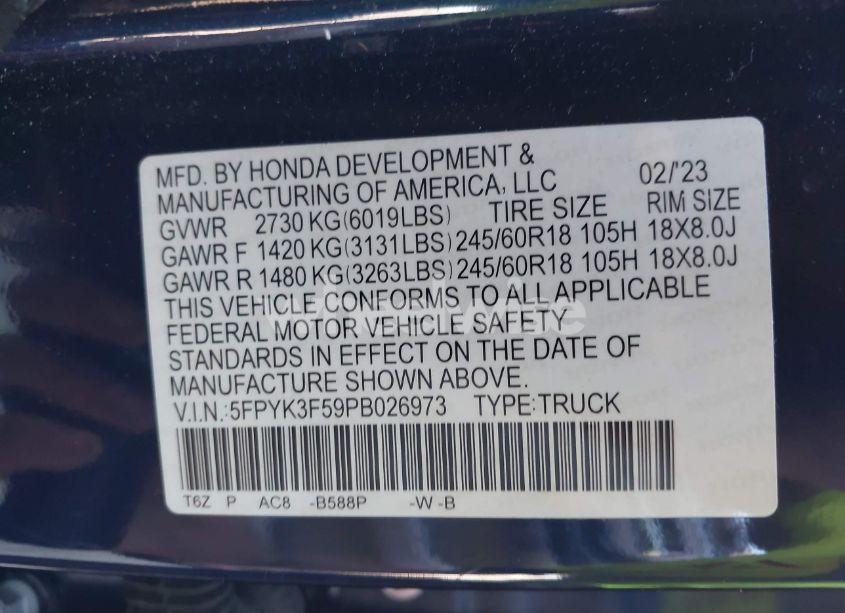 MFD. BY HONDA DEVELOPMENT &
MANUFACTURING OF AMERICA, LLC 02/'23
GVWR 2730 KG(6019LBS) TIRE SIZE RIM SIZE
GAWR F 1420 KG(3131LBS) 245/60R18 105H 18X8.0J
GAWR R 1480 KG(3263LBS) 245/60R18 105H 18X8.0J
THIS VEHICLE CONFORMS TO ALL APPLICABLE
FEDERAL MOTOR VEHICLE SAFETY
STANDARDS IN EFFECT ON THE DATE OF
MANUFACTURE SHOWN ABOVE.
V.I.N.:5FPYK3F59PB026973 TYPE:TRUCK
T6Z P AC8 -B588P -W -B